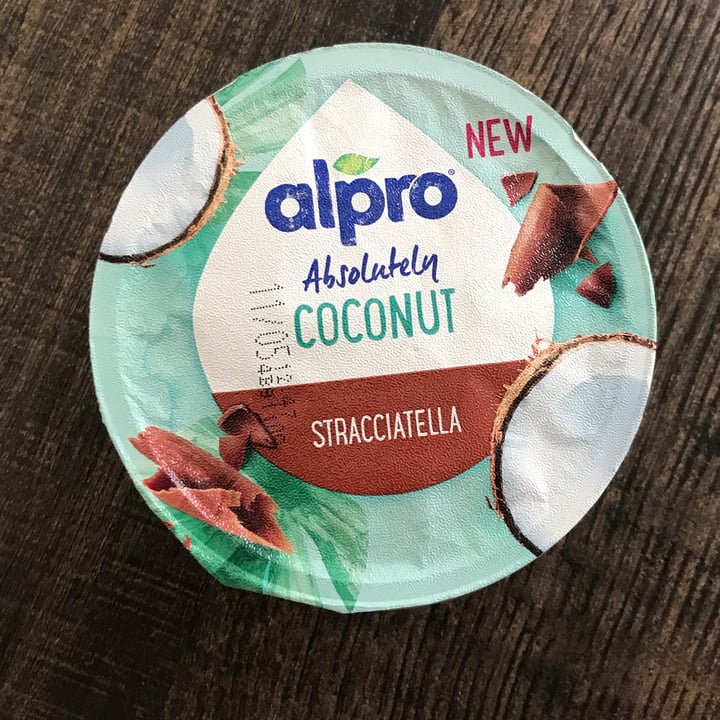 NEW
alpro®
Absolutely
COCONUT
STRACCIATELLA